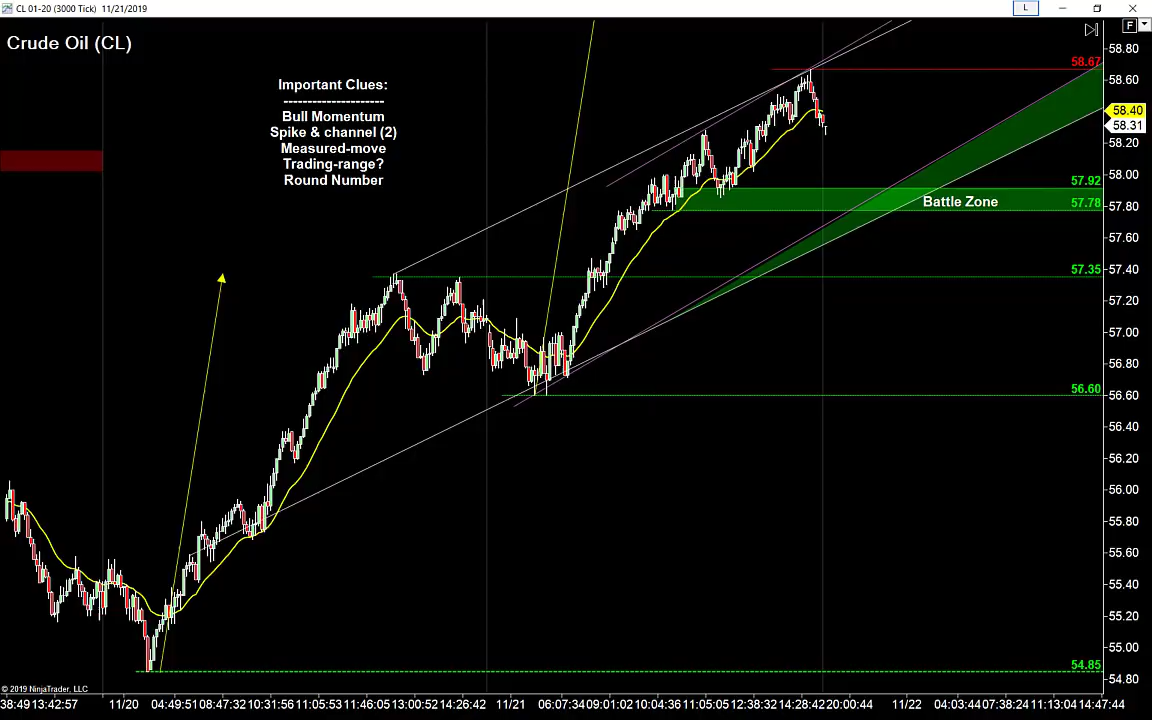 CL 01-20 (3000 Tick) 11/21/2019
L
F
Crude Oil (CL)
Important Clues:
----------------------
Bull Momentum
Spike & channel (2)
Measured-move
Trading-range?
Round Number
58.67
57.92
57.78
Battle Zone
57.35
56.60
54.85
58.80
58.60
58.40
58.31
58.20
58.00
57.80
57.60
57.40
57.20
57.00
56.80
56.60
56.40
56.20
56.00
55.80
55.60
55.40
55.20
55.00
54.80
© 2019 NinjaTrader, LLC
38:49 13:42:57 11/20 04:49:51 08:47:32 10:31:56 11:05:53 11:46:05 13:00:52 14:26:42 11/21 06:07:34 09:01:02 10:04:36 11:05:05 12:38:32 14:28:42 20:00:44 11/22 04:03:44 07:38:24 11:13:04 14:47:44